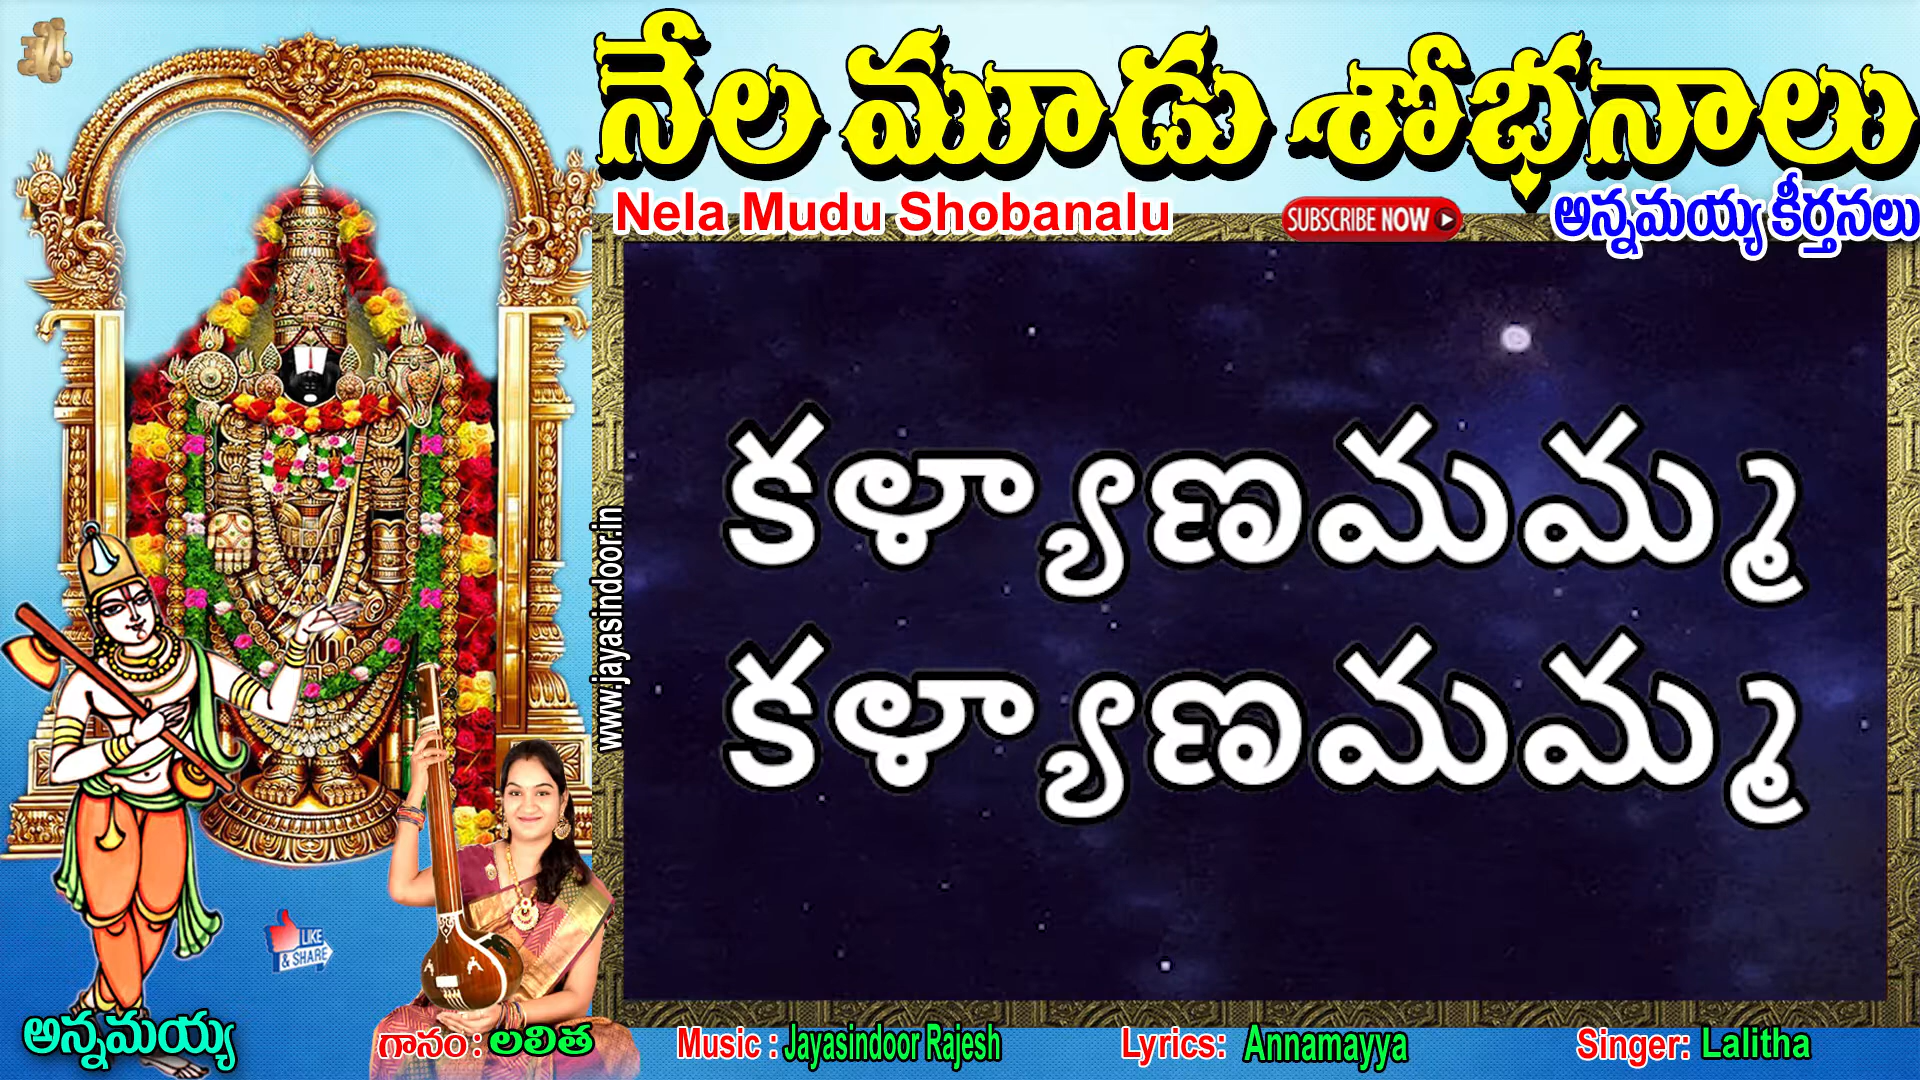 నేల మూడు శోభనాలు
Nela Mudu Shobanalu
SUBSCRIBE NOW
అన్నమయ్య కీర్తనలు
www.jayasindoor.in
కళ్యాణమమ్మ
కళ్యాణమమ్మ
LIKE
& SHARE
అన్నమయ్య
గానం : లలిత
Music : Jayasindoor Rajesh
Lyrics: Annamayya
Singer: Lalitha